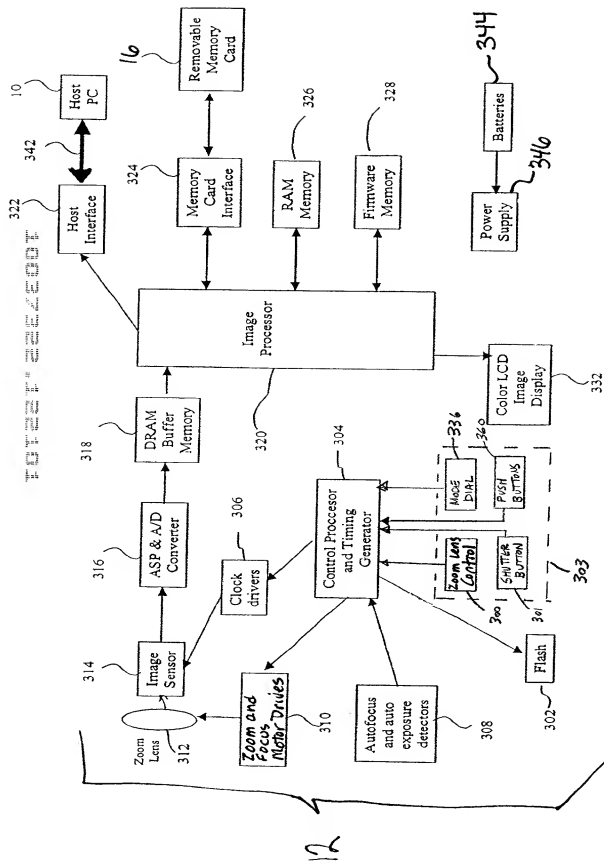 10
Host PC
342
322
Host
Interface
16
Removable
Memory
Card
324
Memory
Card
Interface
326
RAM
Memory
328
Firmware
Memory
344
Batteries
346
Power
Supply
Image
Processor
320
318
DRAM
Buffer
Memory
316
ASP & A/D
Converter
314
Image
Sensor
Zoom
Lens
312
306
Clock
drivers
304
Control Proccesor
and Timing
Generator
310
Zoom and
Focus
Motor Drives
308
Autofocus
and auto
exposure
detectors
302
Flash
336
MODE
DIAL
360
PUSH
BUTTONS
Zoom Lens
Control
300
SHUTTER
BUTTON
301
303
Color LCD
Image
Display
332
12